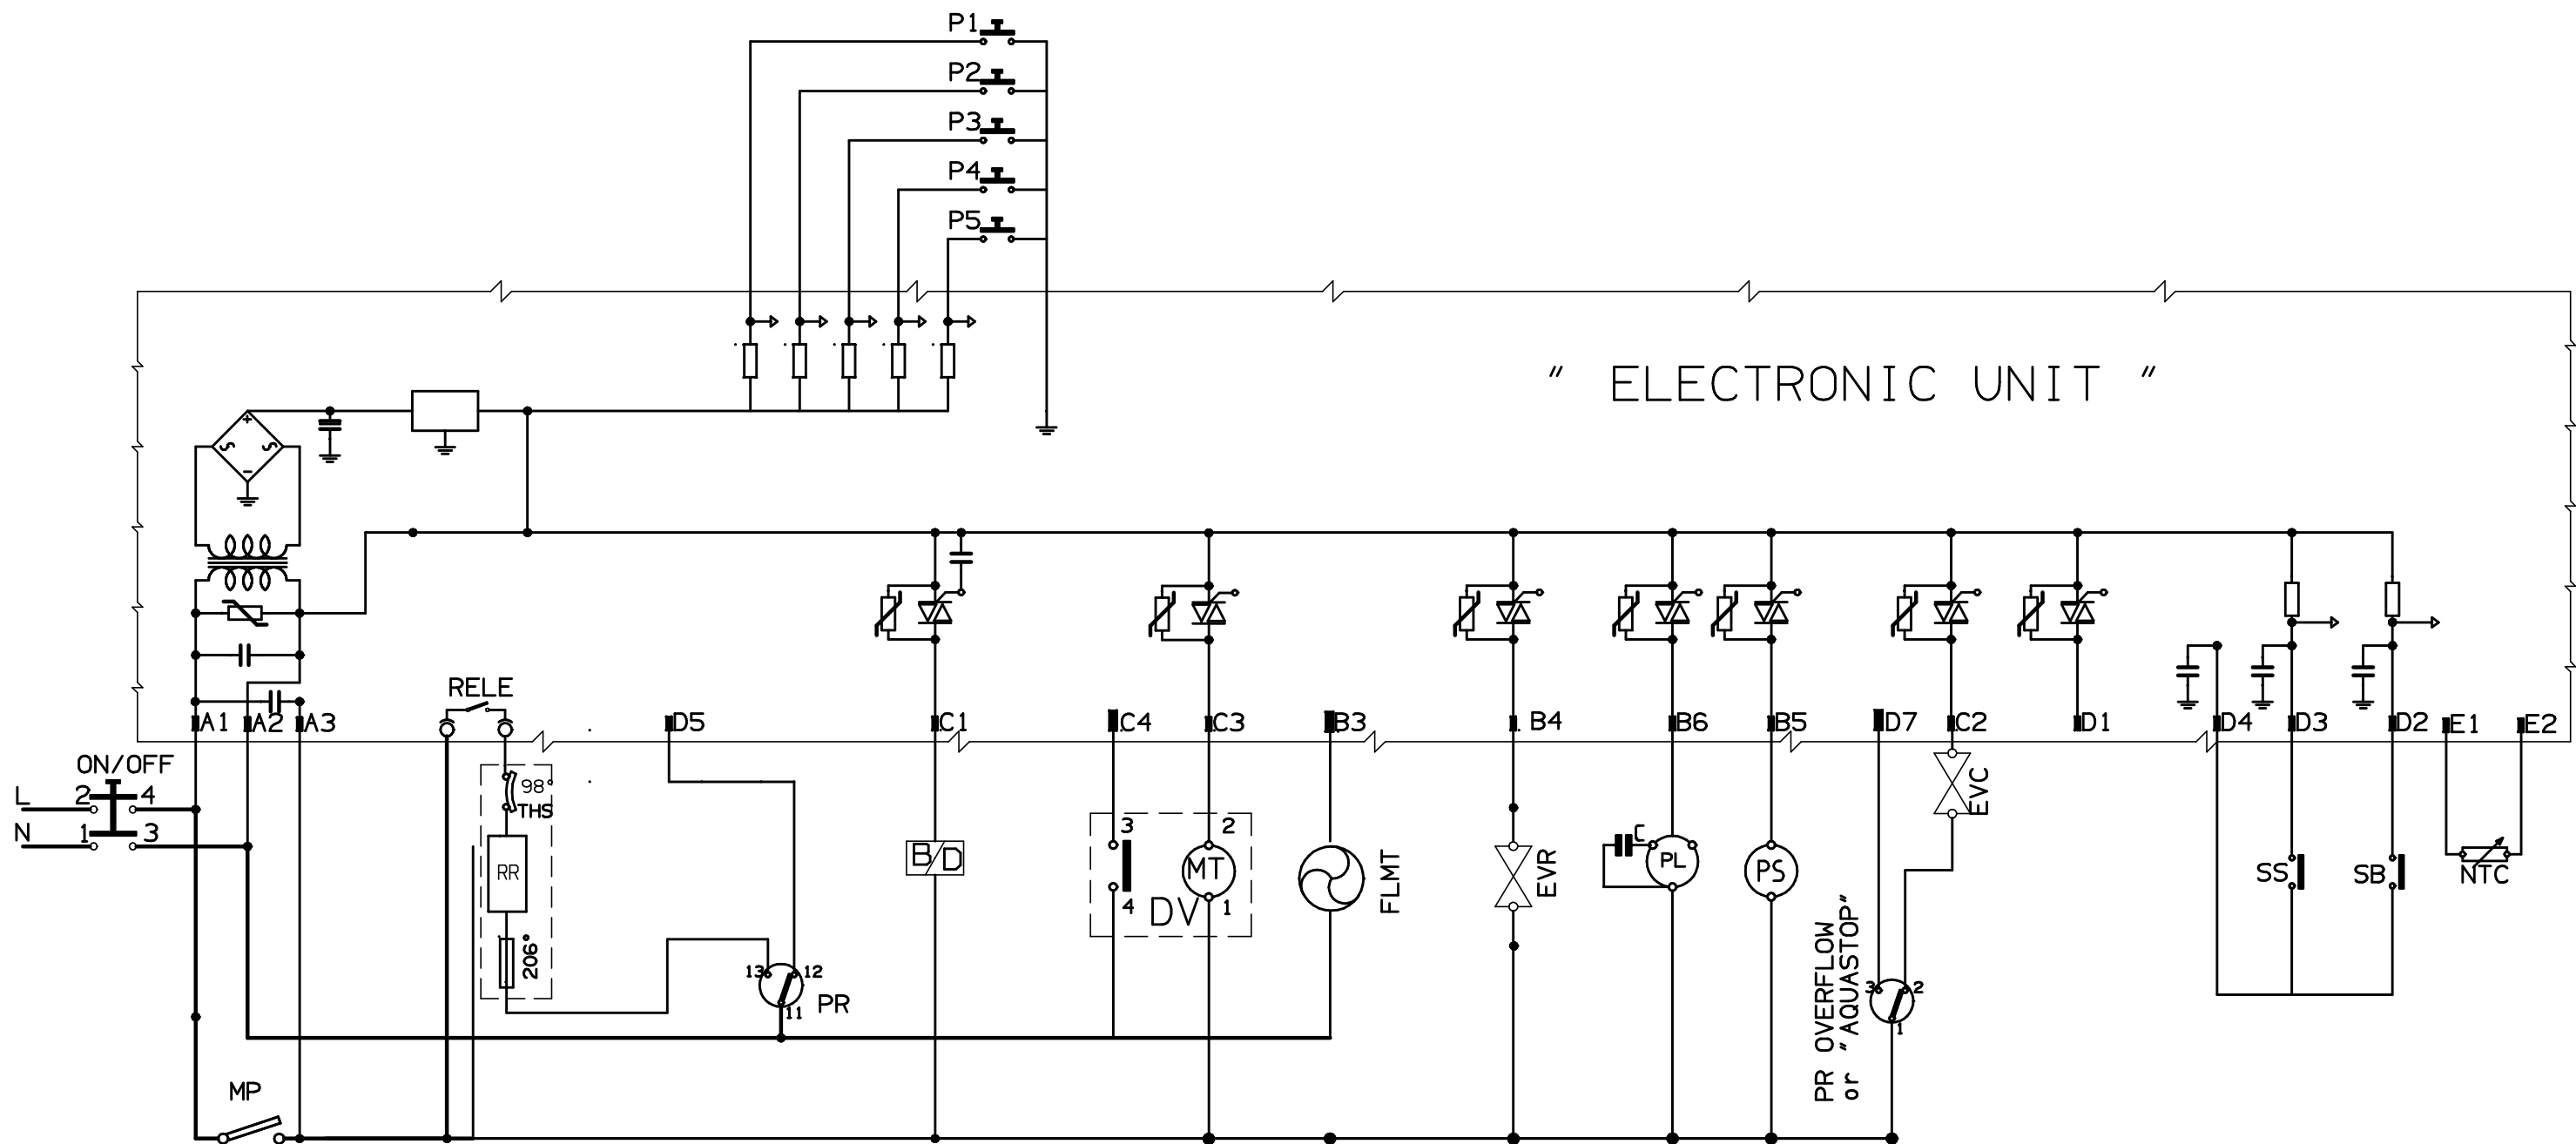 P1
P2
P3
P4
P5
" ELECTRONIC UNIT "
+
-
RELE
A1 A2 A3 D5 C1 C4 C3 B3 B4 B6 B5 D7 C2 D1 D4 D3 D2 E1 E2
ON/OFF
L 2 4
N 1 3
98°
THS
RR
206°
13 12
11
PR
B/D
3 2
MT
4 DV 1
FLMT
EVR
C
PL
PS
EVC
PR OVERFLOW
or "AQUASTOP"
3 2
1
SS
SB
NTC
MP